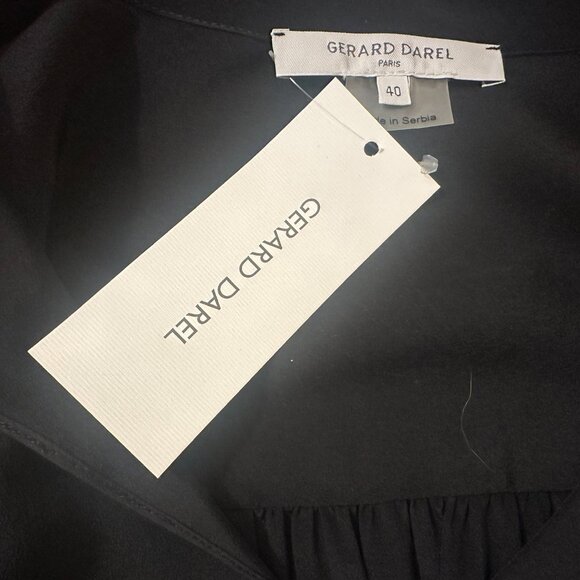 GERARD DAREL
PARIS
40
e in Serbia
GERARD DAREL